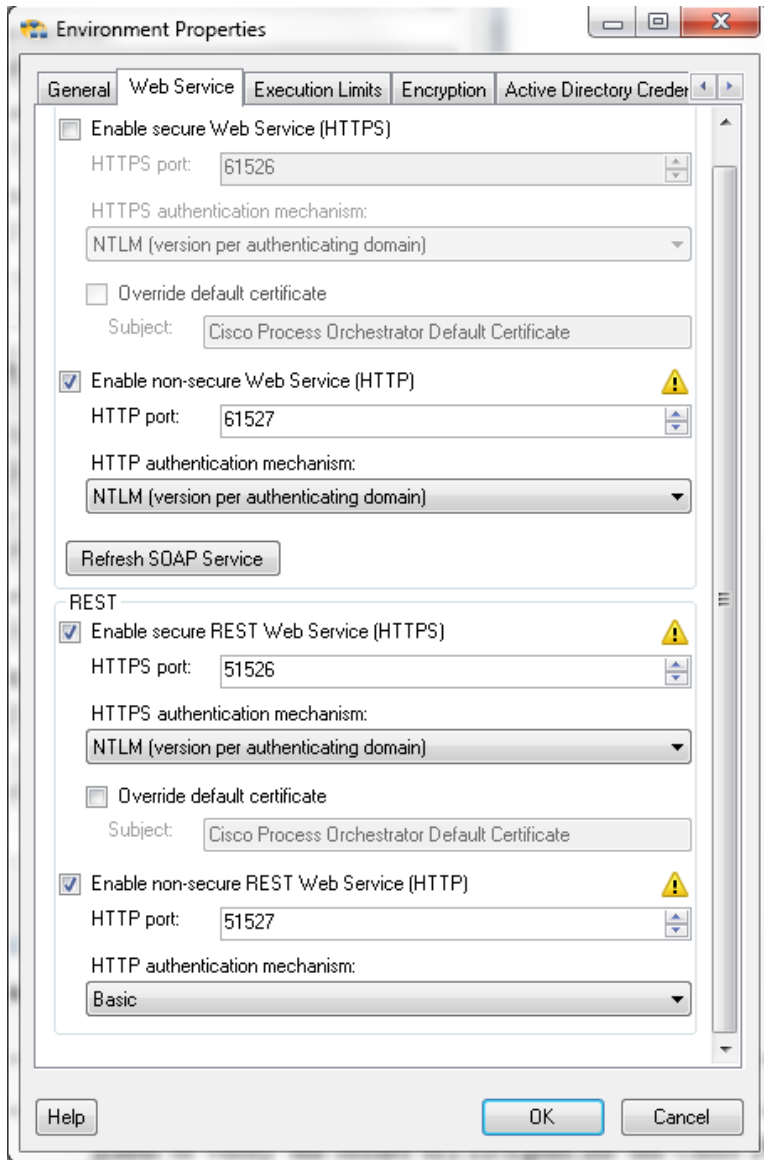 Environment Properties
General Web Service Execution Limits Encryption Active Directory Creder
Enable secure Web Service (HTTPS)
HTTPS port: 61526
HTTPS authentication mechanism:
NTLM (version per authenticating domain)
Override default certificate
Subject: Cisco Process Orchestrator Default Certificate
Enable non-secure Web Service (HTTP)
HTTP port: 61527
HTTP authentication mechanism:
NTLM (version per authenticating domain)
Refresh SOAP Service
REST
Enable secure REST Web Service (HTTPS)
HTTPS port: 51526
HTTPS authentication mechanism:
NTLM (version per authenticating domain)
Override default certificate
Subject: Cisco Process Orchestrator Default Certificate
Enable non-secure REST Web Service (HTTP)
HTTP port: 51527
HTTP authentication mechanism:
Basic
Help OK Cancel